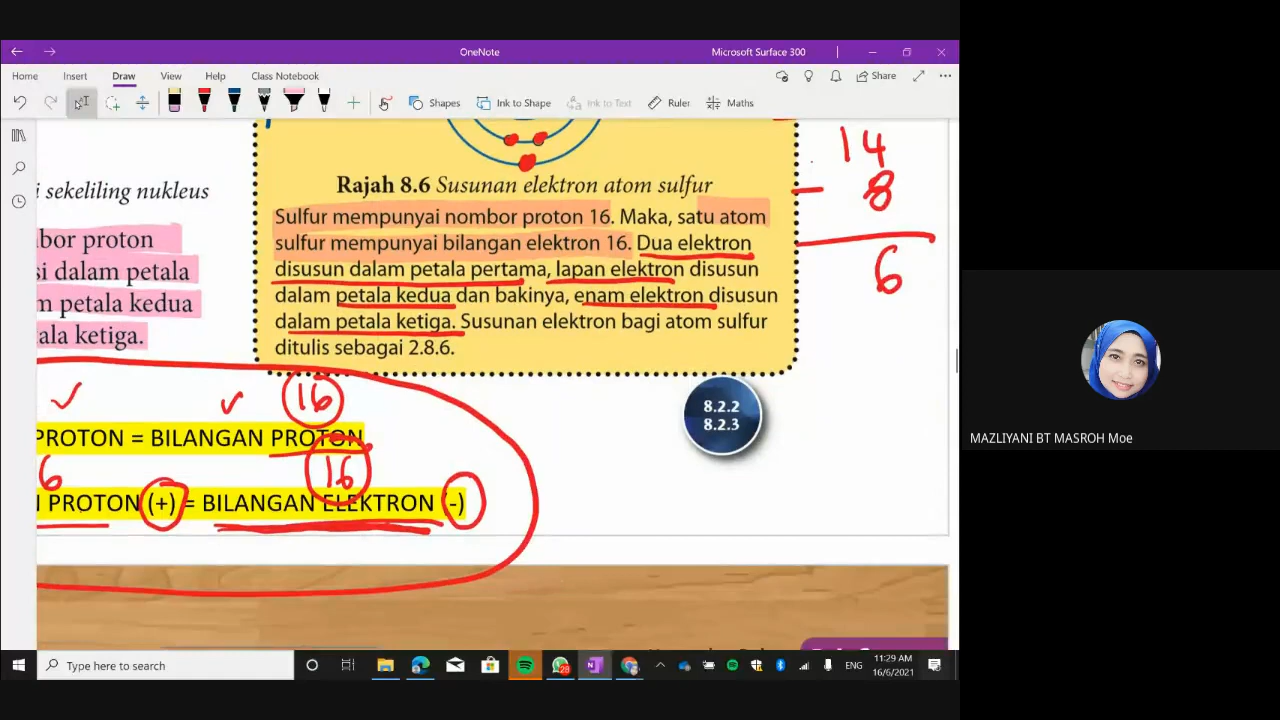 OneNote
Microsoft Surface 300
Home
Insert
Draw
View
Help
Class Notebook
Share
Shapes
Ink to Shape
Ink to Text
Ruler
Maths
14
- 8
6
Rajah 8.6 Susunan elektron atom sulfur
Sulfur mempunyai nombor proton 16. Maka, satu atom
sulfur mempunyai bilangan elektron 16. Dua elektron
disusun dalam petala pertama, lapan elektron disusun
dalam petala kedua dan bakinya, enam elektron disusun
dalam petala ketiga. Susunan elektron bagi atom sulfur
ditulis sebagai 2.8.6.
i sekeliling nukleus
bor proton
si dalam petala
m petala kedua
ala ketiga.
8.2.2
8.2.3
16
PROTON = BILANGAN PROTON
6
16
N PROTON (+) = BILANGAN ELEKTRON (-)
MAZLIYANI BT MASROH Moe
Type here to search
28
ENG
11:29 AM
16/6/2021